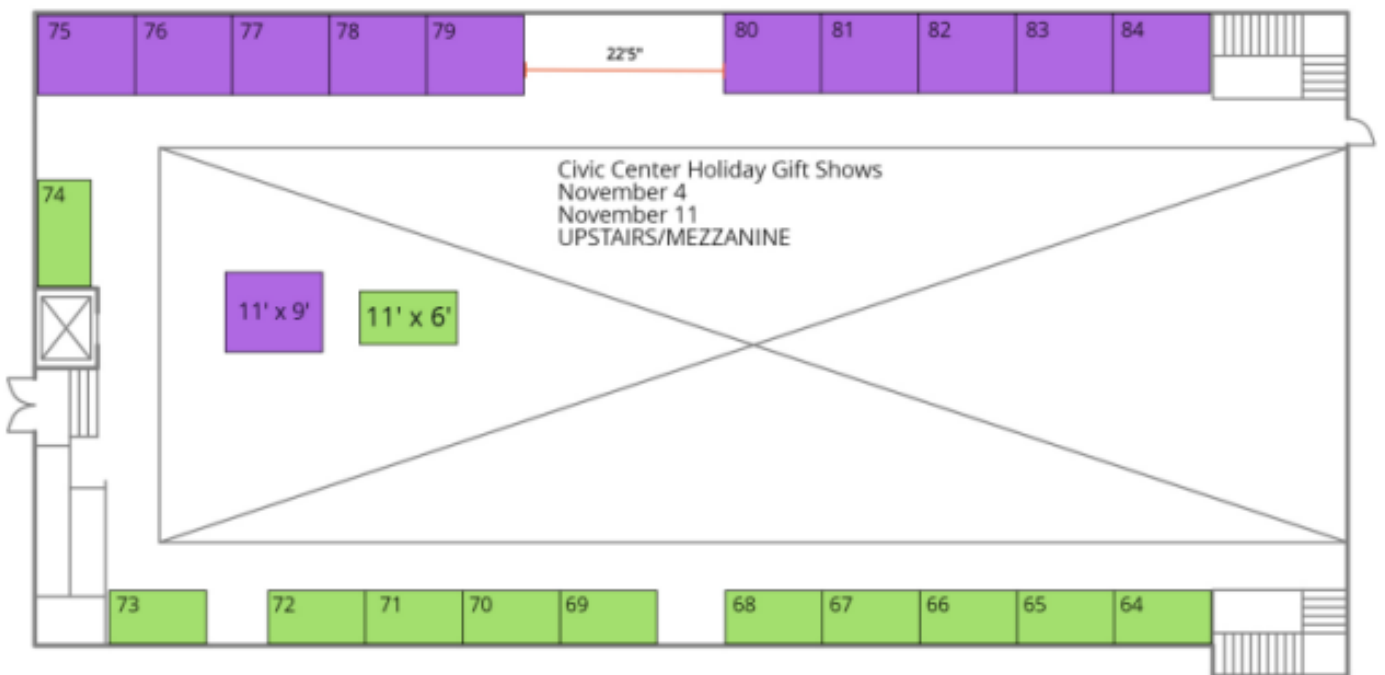 75 76 77 78 79 22'5" 80 81 82 83 84
Civic Center Holiday Gift Shows
November 4
November 11
UPSTAIRS/MEZZANINE
74
11' x 9' 11' x 6'
73 72 71 70 69 68 67 66 65 64